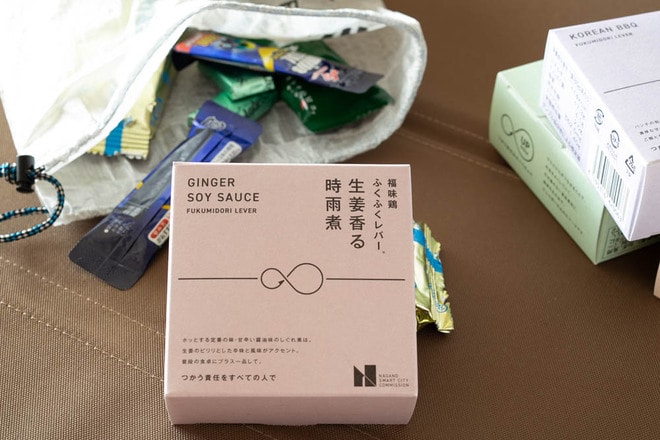 GINGER
SOY SAUCE
FUKUMIDORI LEVER
福味鶏
ふくふくレバー。
生姜香る
時雨煮
ホッとする定番の味・甘辛い醤油味のしぐれ煮は、
生姜のピリッとした辛味と風味がアクセント。
普段の食卓にプラス一品して。
つかう責任をすべての人で
NAGANO
SMART CITY
COMMISSION
KOREAN BBQ
FUKUMIDORI LEVER
UP
つかう